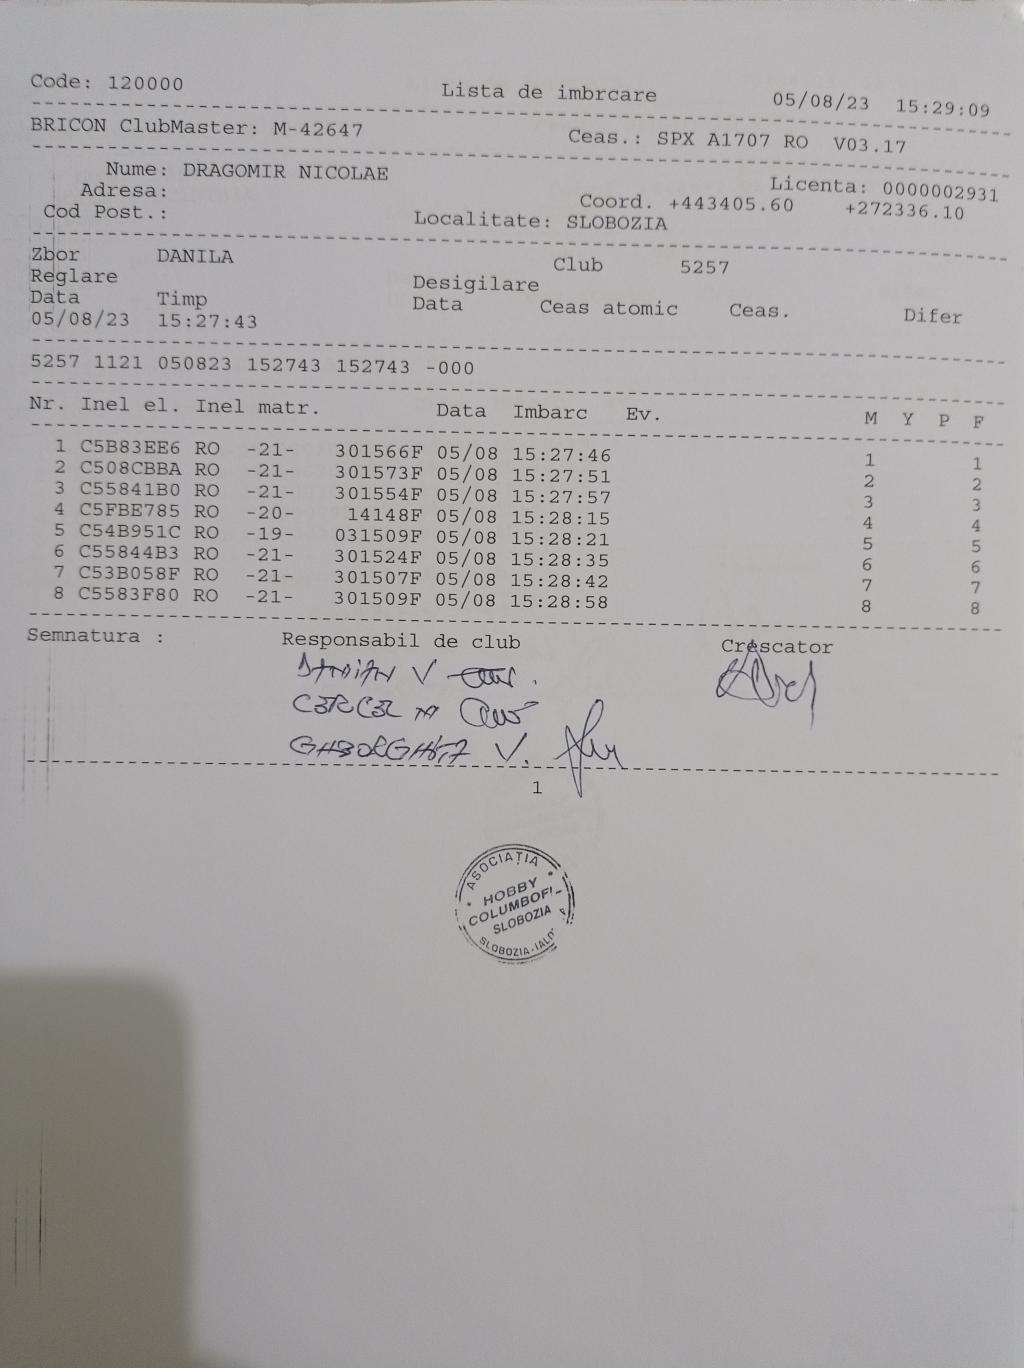 Code: 120000 Lista de imbrcare 05/08/23 15:29:09
BRICON ClubMaster: M-42647 Ceas.: SPX A1707 RO V03.17
Nume: DRAGOMIR NICOLAE Licenta: 0000002931
Adresa: Coord. +443405.60 +272336.10
Cod Post.: Localitate: SLOBOZIA
Zbor DANILA Club 5257
Reglare Desigilare
Data Timp Data Ceas atomic Ceas. Difer
05/08/23 15:27:43
5257 1121 050823 152743 152743 -000
Nr. Inel el. Inel matr. Data Imbarc Ev. M Y P F
1 C5B83EE6 RO -21- 301566F 05/08 15:27:46 1 1
2 C508CBBA RO -21- 301573F 05/08 15:27:51 2 2
3 C55841B0 RO -21- 301554F 05/08 15:27:57 3 3
4 C5FBE785 RO -20- 14148F 05/08 15:28:15 4 4
5 C54B951C RO -19- 031509F 05/08 15:28:21 5 5
6 C55844B3 RO -21- 301524F 05/08 15:28:35 6 6
7 C53B058F RO -21- 301507F 05/08 15:28:42 7 7
8 C5583F80 RO -21- 301509F 05/08 15:28:58 8 8
Semnatura : Responsabil de club Crescator
V
V.
1
ASOCIAȚIA
HOBBY
COLUMBOFI-
SLOBOZIA
SLOBOZIA-IALO